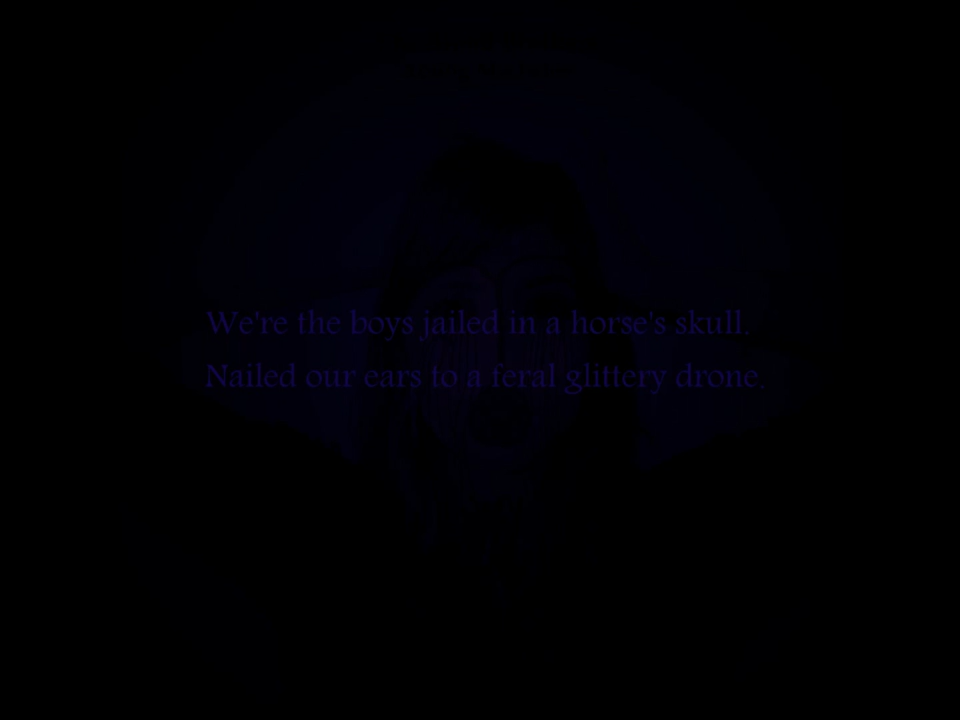 We're the boys jailed in a horse's skull.
Nailed our ears to a feral glittery drone.